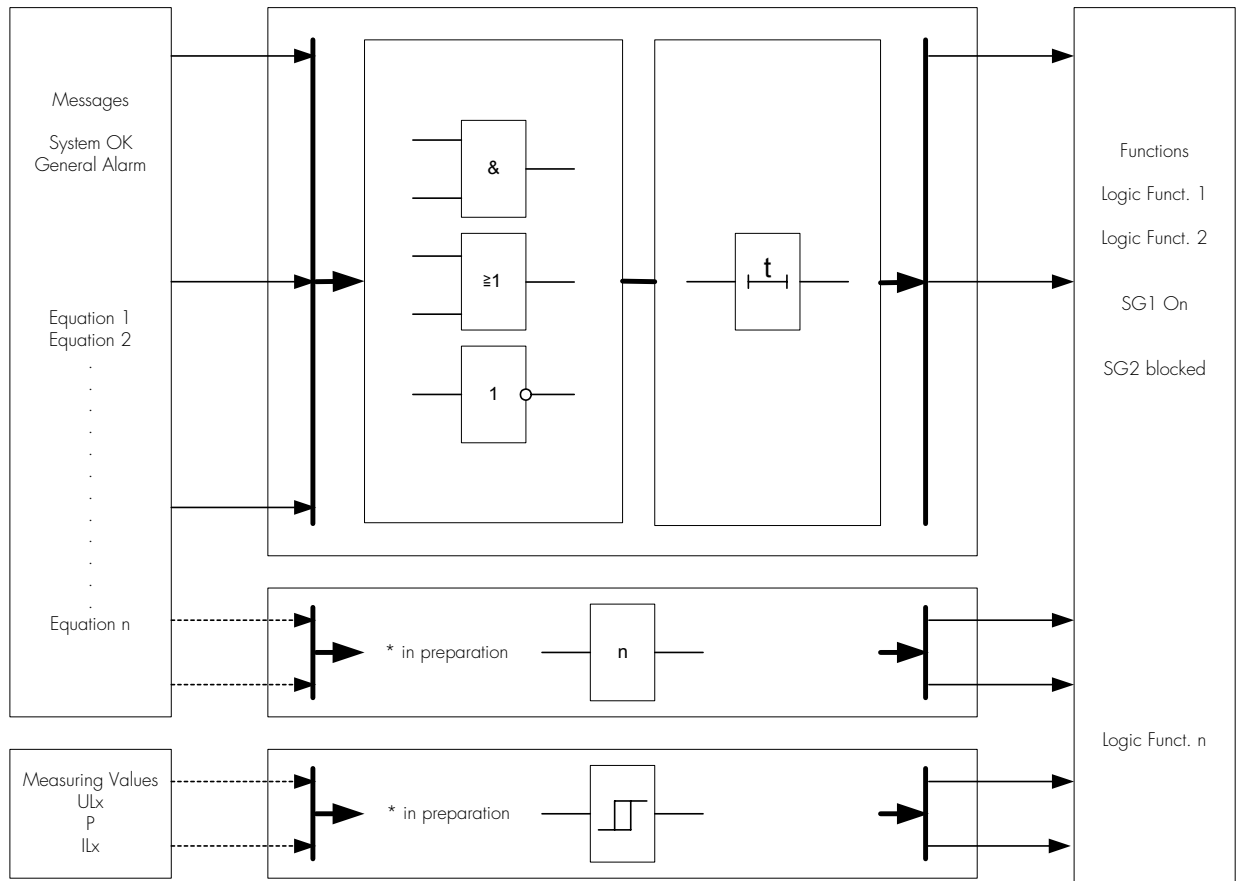 Messages
System OK
General Alarm
Equation 1
Equation 2
.
.
.
.
.
.
.
.
.
.
.
.
Equation n
Measuring Values
ULx
P
ILx
&
≧1
1
t
* in preparation
n
* in preparation
Functions
Logic Funct. 1
Logic Funct. 2
SG1 On
SG2 blocked
Logic Funct. n